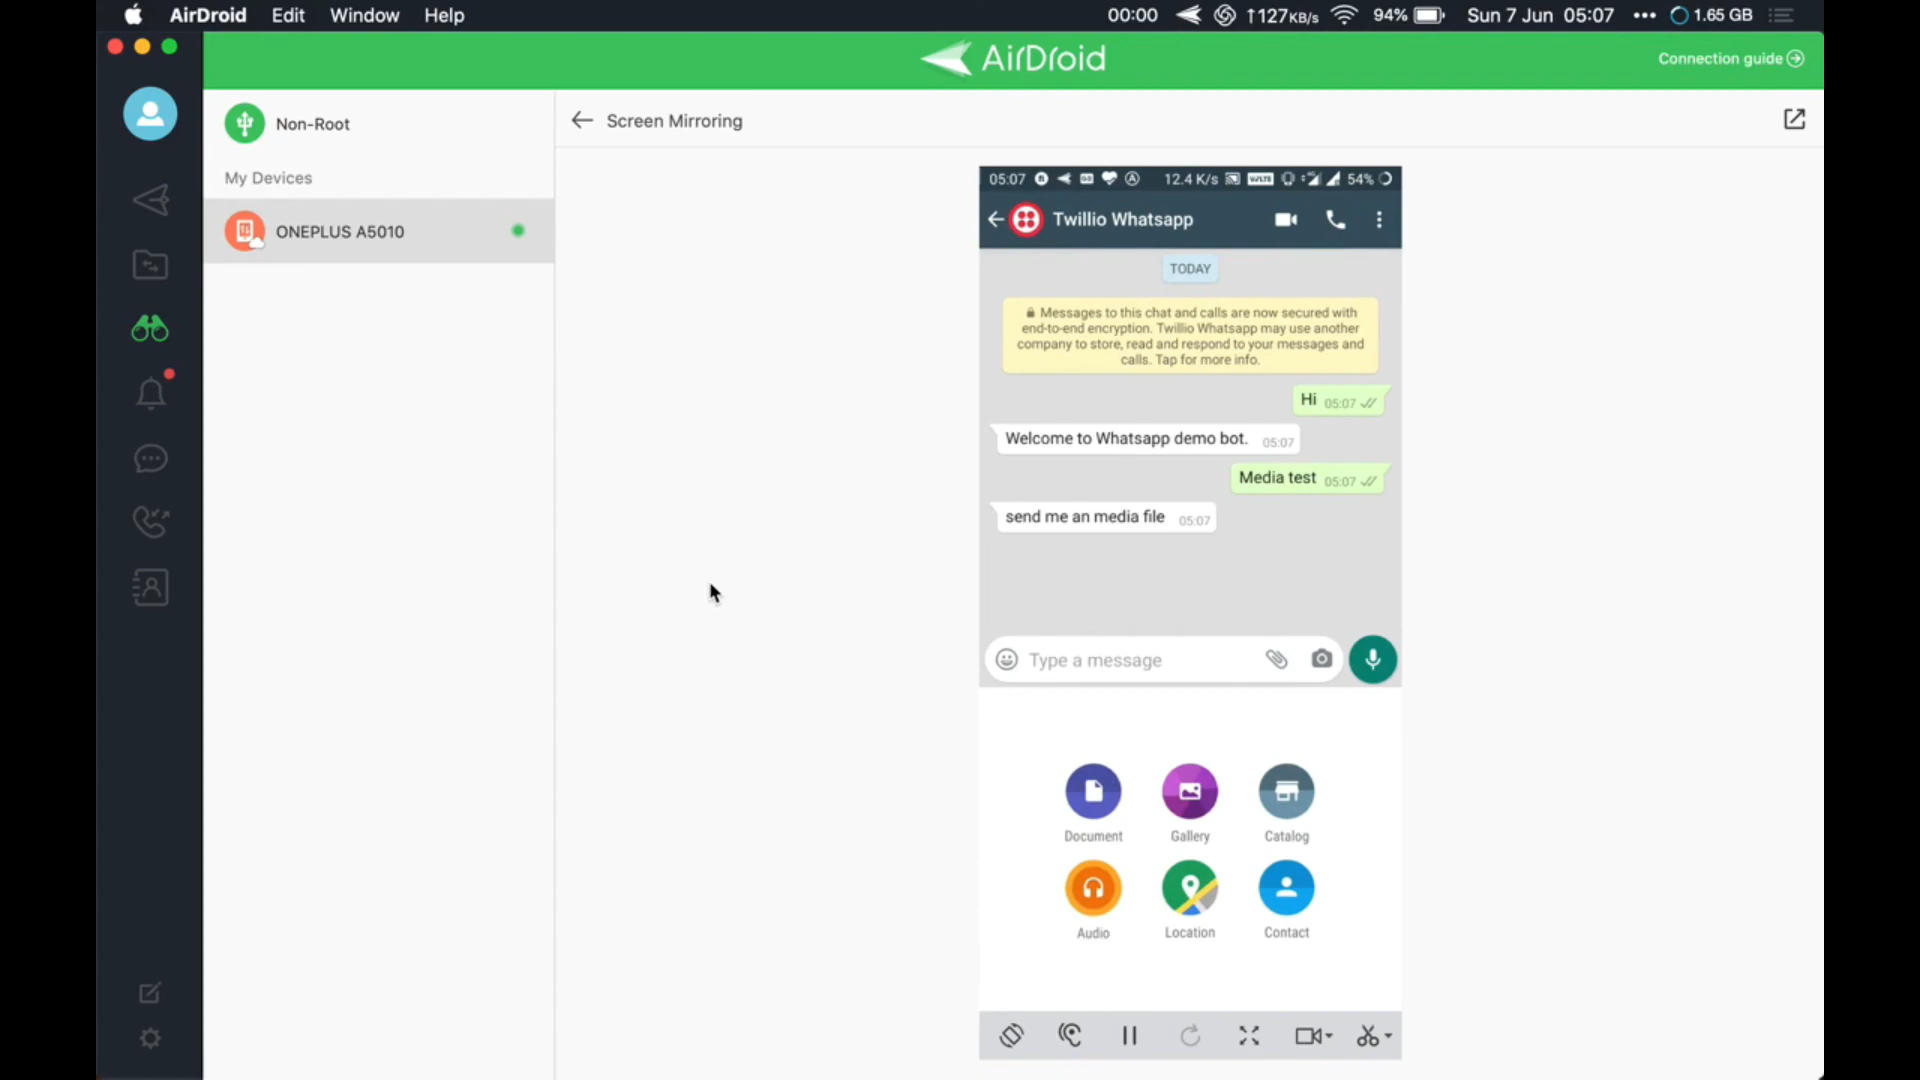 AirDroid Edit Window Help
00:00 ↑127KB/s 94% Sun 7 Jun 05:07 ••• 1.65 GB
AirDroid
Connection guide
Non-Root
My Devices
ONEPLUS A5010
Screen Mirroring
05:07 12.4 K/s VoLTE 54%
Twillio Whatsapp
TODAY
Messages to this chat and calls are now secured with
end-to-end encryption. Twillio Whatsapp may use another
company to store, read and respond to your messages and
calls. Tap for more info.
Hi 05:07
Welcome to Whatsapp demo bot. 05:07
Media test 05:07
send me an media file 05:07
Type a message
Document Gallery Catalog
Audio Location Contact